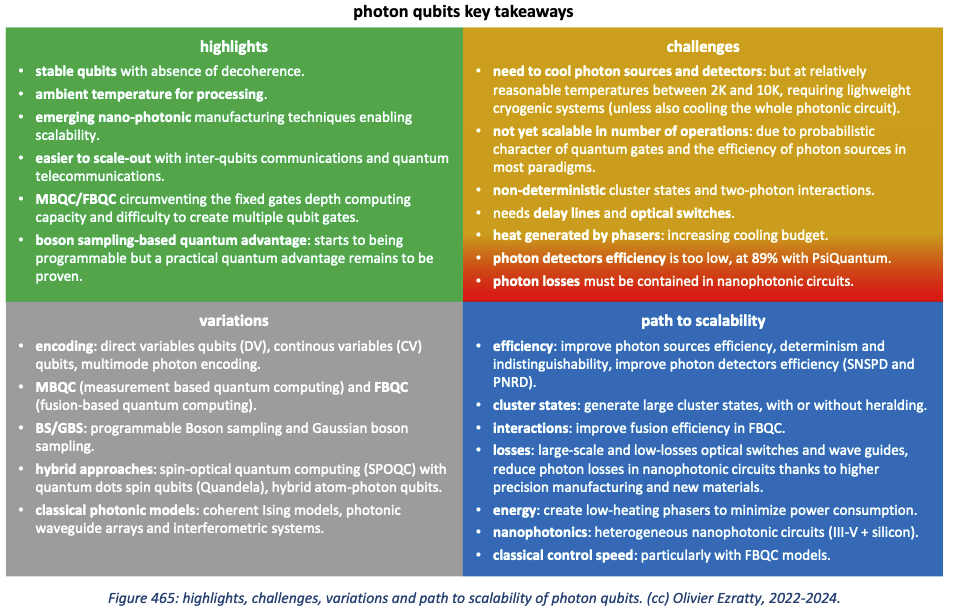 photon qubits key takeaways
highlights
• stable qubits with absence of decoherence.
• ambient temperature for processing.
• emerging nano-photonic manufacturing techniques enabling
scalability.
• easier to scale-out with inter-qubits communications and quantum
telecommunications.
• MBQC/FBQC circumventing the fixed gates depth computing
capacity and difficulty to create multiple qubit gates.
• boson sampling-based quantum advantage: starts to being
programmable but a practical quantum advantage remains to be
proven.
challenges
• need to cool photon sources and detectors: but at relatively
reasonable temperatures between 2K and 10K, requiring lighweight
cryogenic systems (unless also cooling the whole photonic circuit).
• not yet scalable in number of operations: due to probabilistic
character of quantum gates and the efficiency of photon sources in
most paradigms.
• non-deterministic cluster states and two-photon interactions.
• needs delay lines and optical switches.
• heat generated by phasers: increasing cooling budget.
• photon detectors efficiency is too low, at 89% with PsiQuantum.
• photon losses must be contained in nanophotonic circuits.
variations
• encoding: direct variables qubits (DV), continous variables (CV)
qubits, multimode photon encoding.
• MBQC (measurement based quantum computing) and FBQC
(fusion-based quantum computing).
• BS/GBS: programmable Boson sampling and Gaussian boson
sampling.
• hybrid approaches: spin-optical quantum computing (SPOQC) with
quantum dots spin qubits (Quandela), hybrid atom-photon qubits.
• classical photonic models: coherent Ising models, photonic
waveguide arrays and interferometric systems.
path to scalability
• efficiency: improve photon sources efficiency, determinism and
indistinguishability, improve photon detectors efficiency (SNSPD and
PNRD).
• cluster states: generate large cluster states, with or without heralding.
• interactions: improve fusion efficiency in FBQC.
• losses: large-scale and low-losses optical switches and wave guides,
reduce photon losses in nanophotonic circuits thanks to higher
precision manufacturing and new materials.
• energy: create low-heating phasers to minimize power consumption.
• nanophotonics: heterogeneous nanophotonic circuits (III-V + silicon).
• classical control speed: particularly with FBQC models.
Figure 465: highlights, challenges, variations and path to scalability of photon qubits. (cc) Olivier Ezratty, 2022-2024.